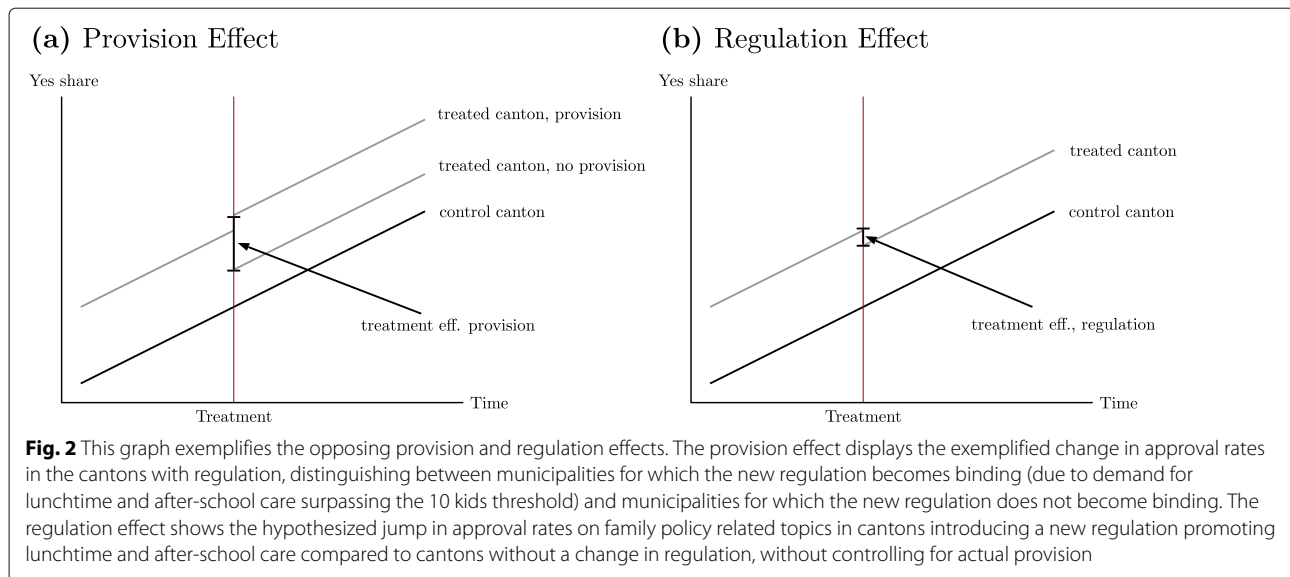 (a) Provision Effect
Yes share
treated canton, provision
treated canton, no provision
control canton
treatment eff. provision
Time
Treatment
(b) Regulation Effect
Yes share
treated canton
control canton
treatment eff., regulation
Time
Treatment
Fig. 2 This graph exemplifies the opposing provision and regulation effects. The provision effect displays the exemplified change in approval rates
in the cantons with regulation, distinguishing between municipalities for which the new regulation becomes binding (due to demand for
lunchtime and after-school care surpassing the 10 kids threshold) and municipalities for which the new regulation does not become binding. The
regulation effect shows the hypothesized jump in approval rates on family policy related topics in cantons introducing a new regulation promoting
lunchtime and after-school care compared to cantons without a change in regulation, without controlling for actual provision